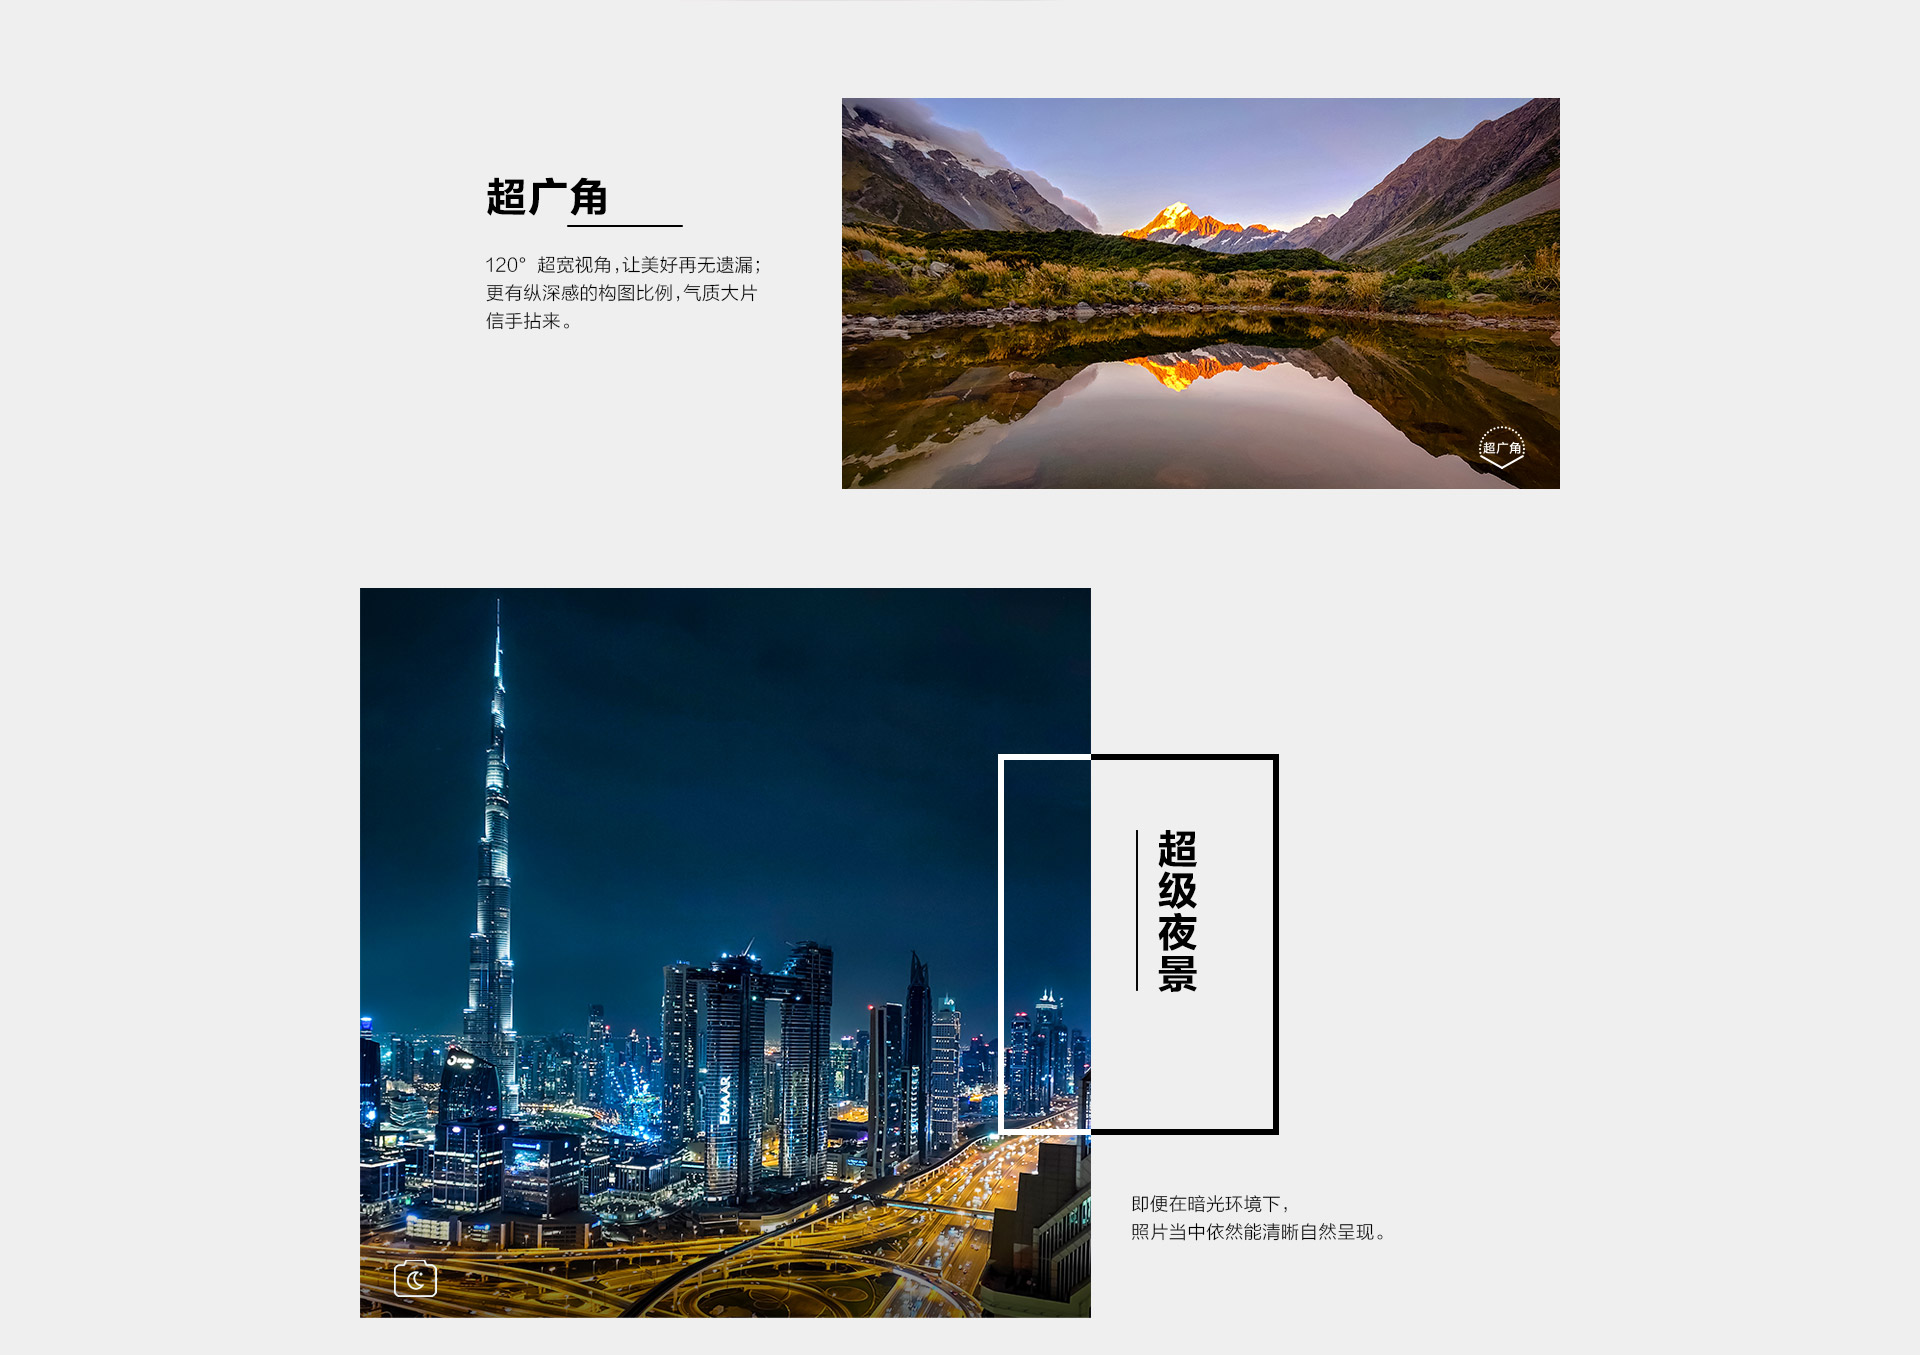 超广角
120°超宽视角,让美好再无遗漏;
更有纵深感的构图比例,气质大片
信手拈来。
超广角
超级夜景
EMAAR
即便在暗光环境下,
照片当中依然能清晰自然呈现。